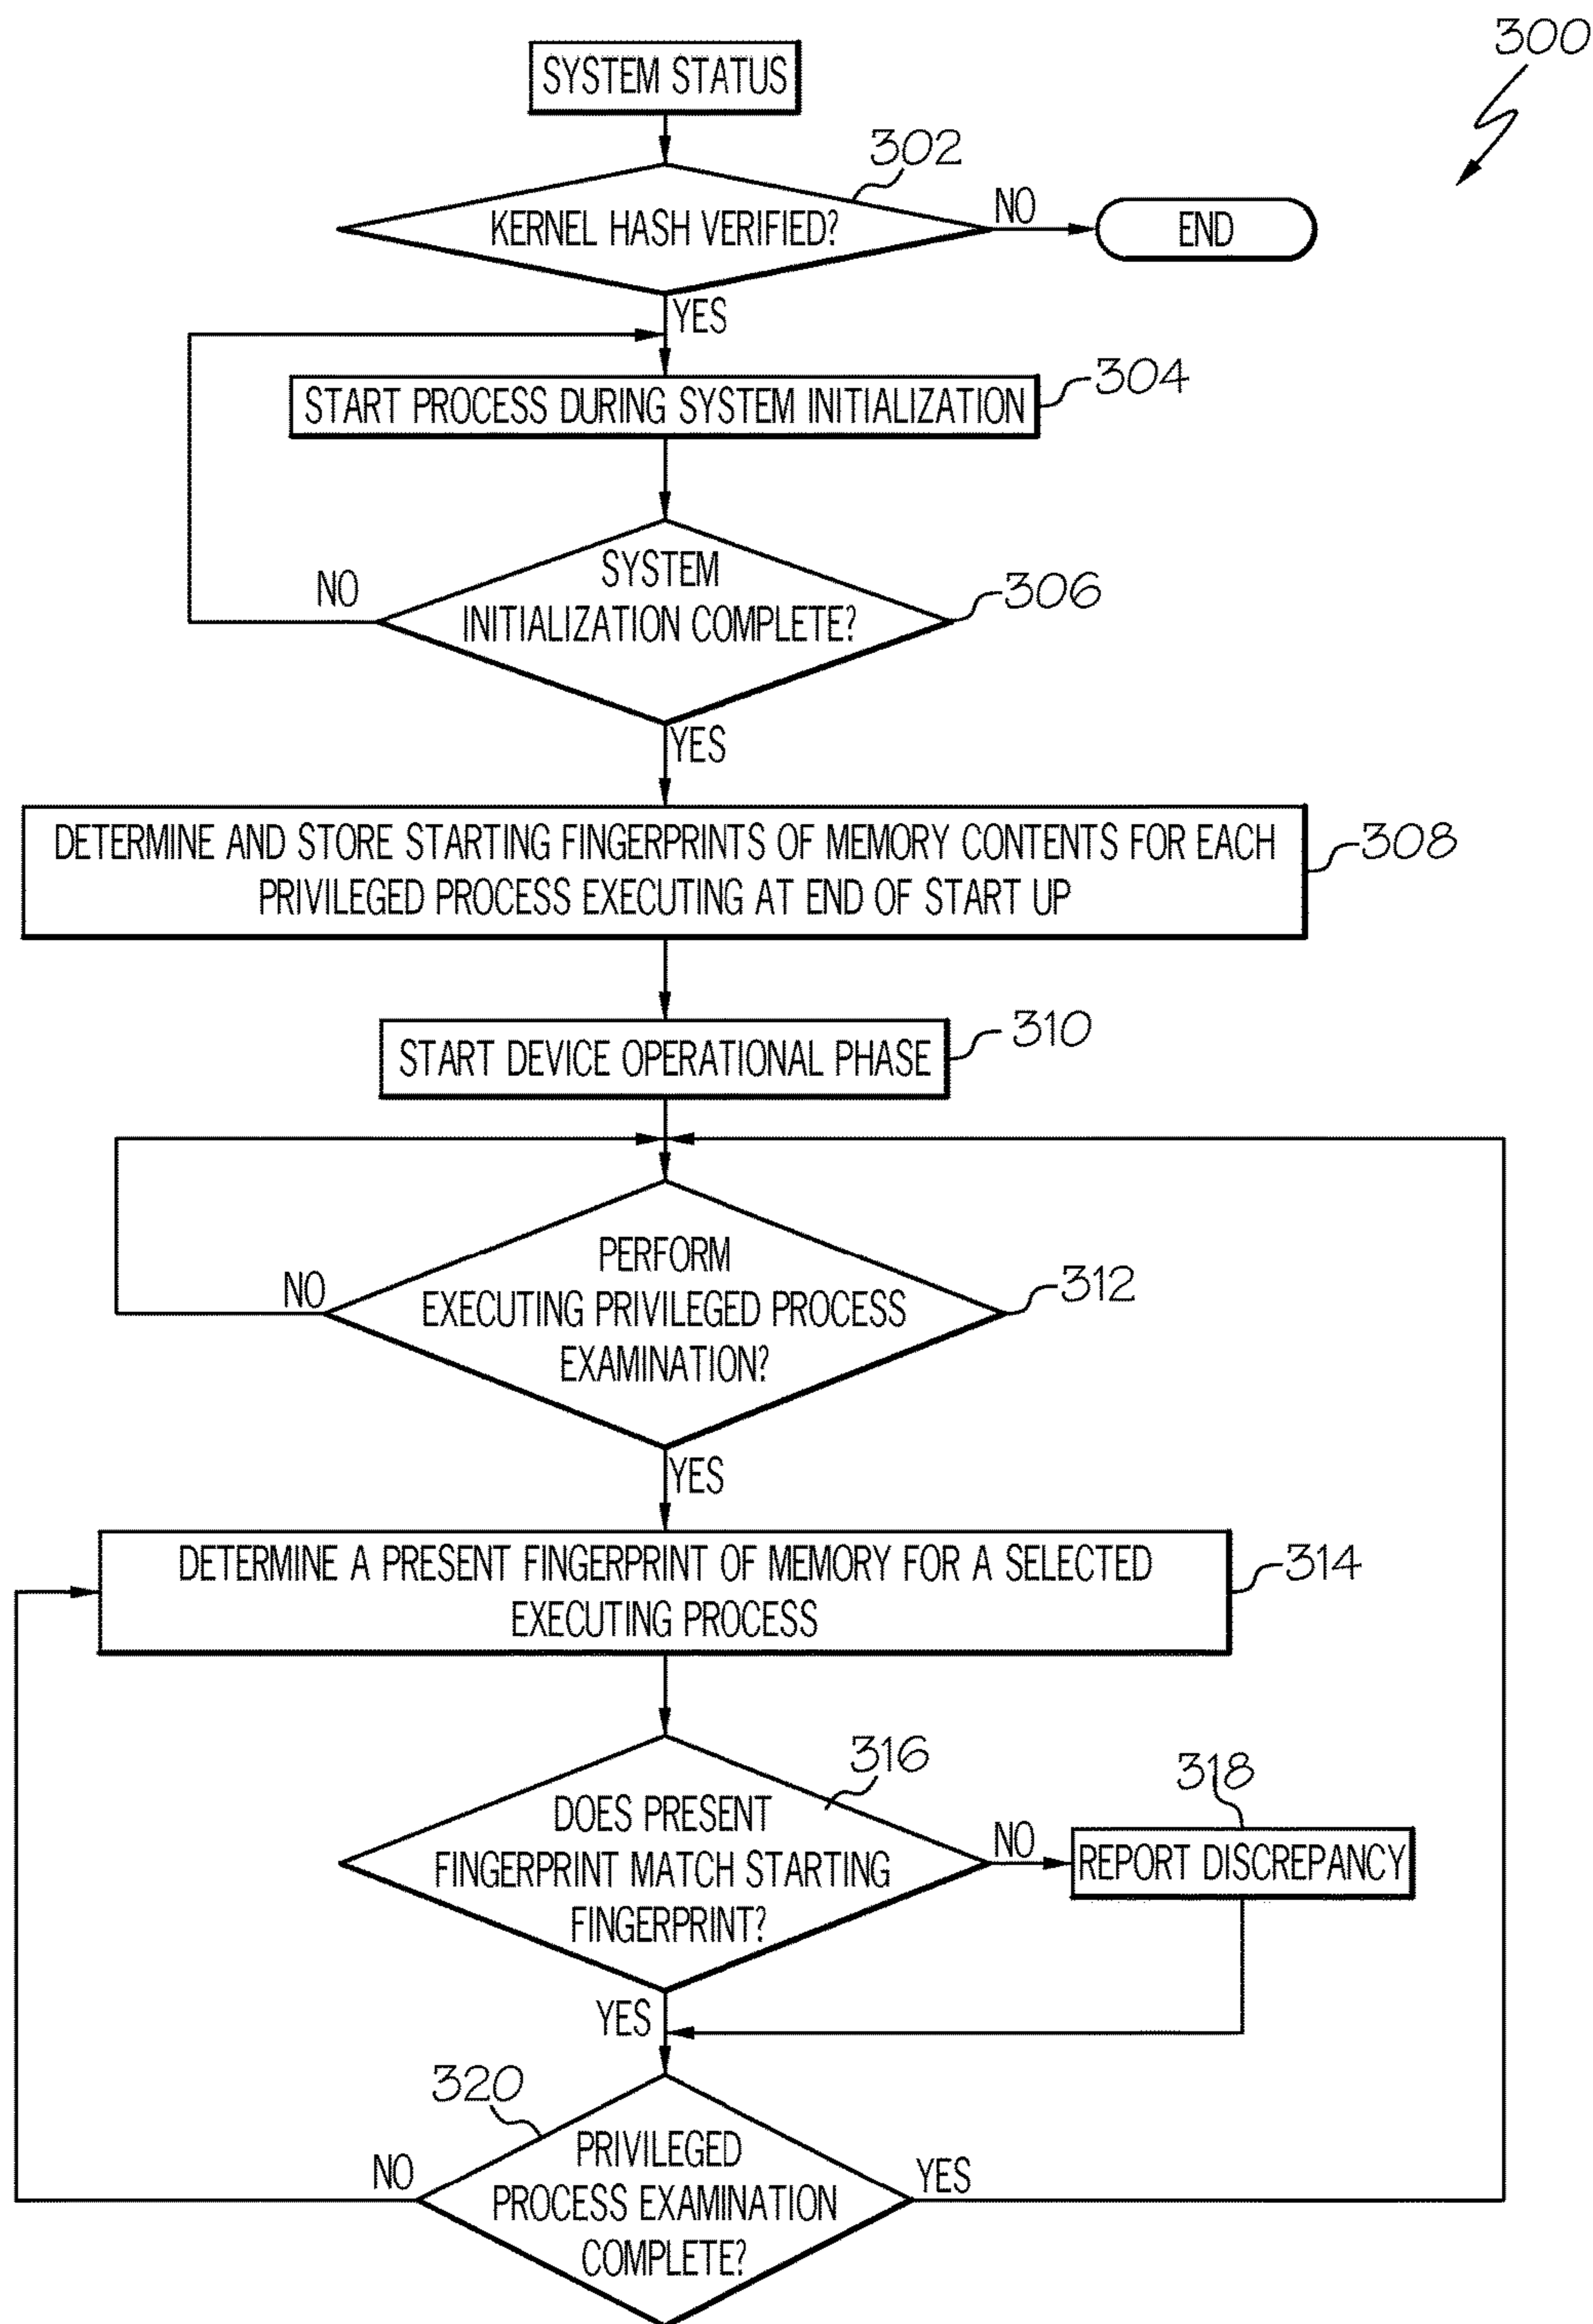 300
SYSTEM STATUS
302
KERNEL HASH VERIFIED?
NO
END
YES
START PROCESS DURING SYSTEM INITIALIZATION
304
SYSTEM
INITIALIZATION COMPLETE?
NO
306
YES
DETERMINE AND STORE STARTING FINGERPRINTS OF MEMORY CONTENTS FOR EACH
PRIVILEGED PROCESS EXECUTING AT END OF START UP
308
START DEVICE OPERATIONAL PHASE
310
PERFORM
EXECUTING PRIVILEGED PROCESS
EXAMINATION?
NO
312
YES
DETERMINE A PRESENT FINGERPRINT OF MEMORY FOR A SELECTED
EXECUTING PROCESS
314
316
DOES PRESENT
FINGERPRINT MATCH STARTING
FINGERPRINT?
NO
318
REPORT DISCREPANCY
YES
320
PRIVILEGED
PROCESS EXAMINATION
COMPLETE?
NO
YES